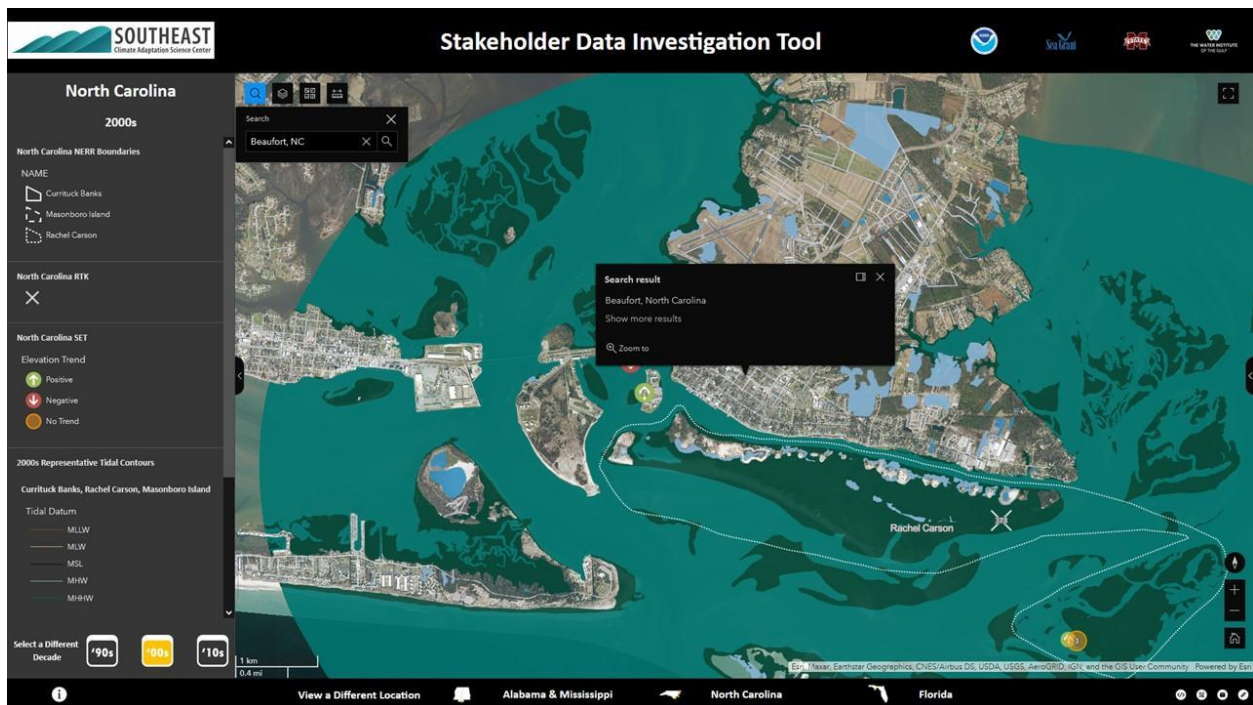 SOUTHEAST
Climate Adaptation Science Center
Stakeholder Data Investigation Tool
Sea Grant
THE WATER INSTITUTE
OF THE GULF
North Carolina
2000s
North Carolina NERR Boundaries
NAME
Currituck Banks
Masonboro Island
Rachel Carson
North Carolina RTK
North Carolina SET
Elevation Trend
Positive
Negative
No Trend
2000s Representative Tidal Contours
Currituck Banks, Rachel Carson, Masonboro Island
Tidal Datum
MLLW
MLW
MSL
MHW
MHHW
Select a Different
Decade
'90s
'00s
'10s
Search
Beaufort, NC
Search result
Beaufort, North Carolina
Show more results
Zoom to
Rachel Carson
1 km
0.4 mi
Esri, Maxar, Earthstar Geographics, CNES/Airbus DS, USDA, USGS, AeroGRID, IGN, and the GIS User Community
Powered by Esri
View a Different Location
Alabama & Mississippi
North Carolina
Florida